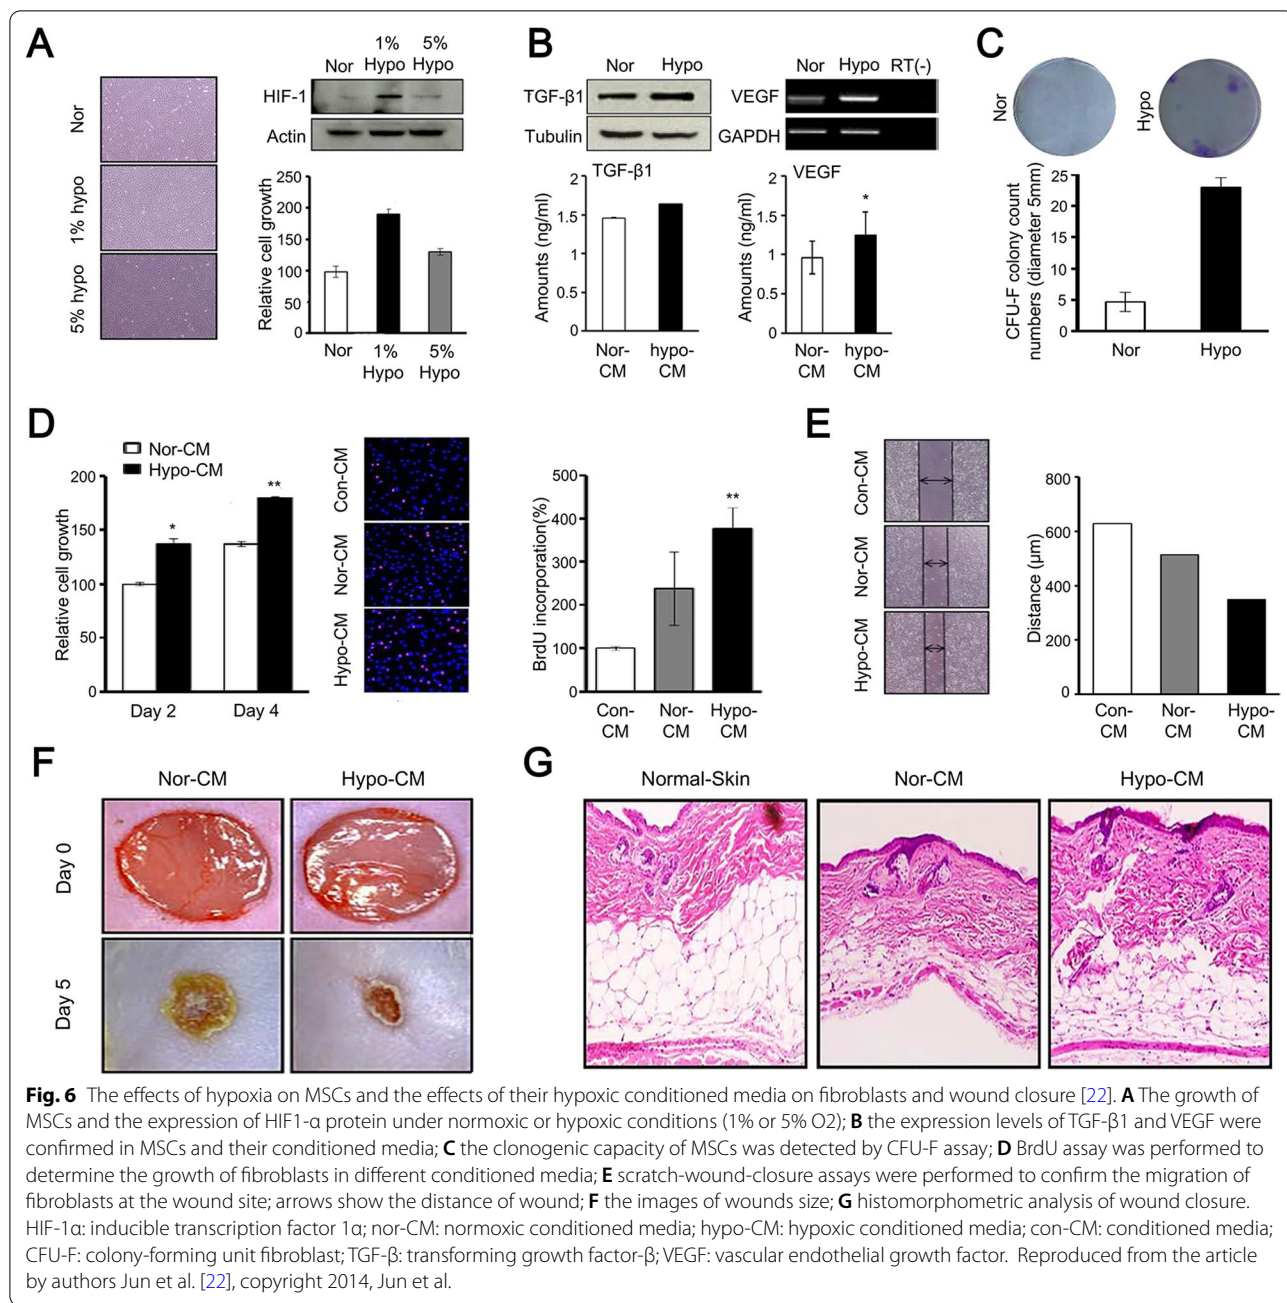 A
Nor
1% hypo
5% hypo
Nor 1% Hypo 5% Hypo
HIF-1
Actin
Relative cell growth
250
200
150
100
50
0
Nor 1% Hypo 5% Hypo
B
Nor Hypo
TGF-β1
Tubulin
Nor Hypo RT(-)
VEGF
GAPDH
TGF-β1
Amounts (ng/ml)
2
1.5
1
0.5
0
Nor-CM hypo-CM
VEGF
Amounts (ng/ml)
2
1.5
1
0.5
0
*
Nor-CM hypo-CM
C
Nor
Hypo
CFU-F colony count
numbers (diameter 5mm)
25
20
15
10
5
0
Nor Hypo
D
Nor-CM
Hypo-CM
Relative cell growth
200
150
100
50
0
*
**
Day 2 Day 4
Con-CM
Nor-CM
Hypo-CM
BrdU incorporation(%)
500
400
300
200
100
0
**
Con-CM Nor-CM Hypo-CM
E
Con-CM
Nor-CM
Hypo-CM
Distance (µm)
800
600
400
200
0
Con-CM Nor-CM Hypo-CM
F
Nor-CM Hypo-CM
Day 0
Day 5
G
Normal-Skin Nor-CM Hypo-CM
Fig. 6 The effects of hypoxia on MSCs and the effects of their hypoxic conditioned media on fibroblasts and wound closure [22]. A The growth of
MSCs and the expression of HIF1-α protein under normoxic or hypoxic conditions (1% or 5% O2); B the expression levels of TGF-β1 and VEGF were
confirmed in MSCs and their conditioned media; C the clonogenic capacity of MSCs was detected by CFU-F assay; D BrdU assay was performed to
determine the growth of fibroblasts in different conditioned media; E scratch-wound-closure assays were performed to confirm the migration of
fibroblasts at the wound site; arrows show the distance of wound; F the images of wounds size; G histomorphometric analysis of wound closure.
HIF-1α: inducible transcription factor 1α; nor-CM: normoxic conditioned media; hypo-CM: hypoxic conditioned media; con-CM: conditioned media;
CFU-F: colony-forming unit fibroblast; TGF-β: transforming growth factor-β; VEGF: vascular endothelial growth factor. Reproduced from the article
by authors Jun et al. [22], copyright 2014, Jun et al.